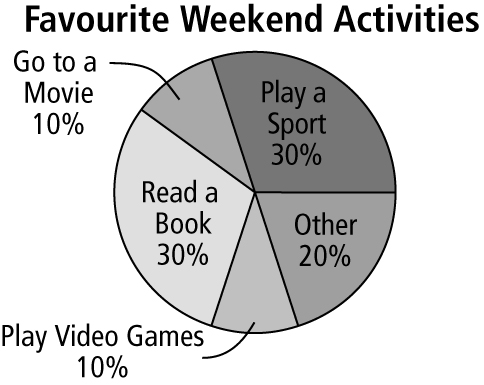 Favourite Weekend Activities
Go to a
Movie
10%
Play a
Sport
30%
Read a
Book
30%
Other
20%
Play Video Games
10%